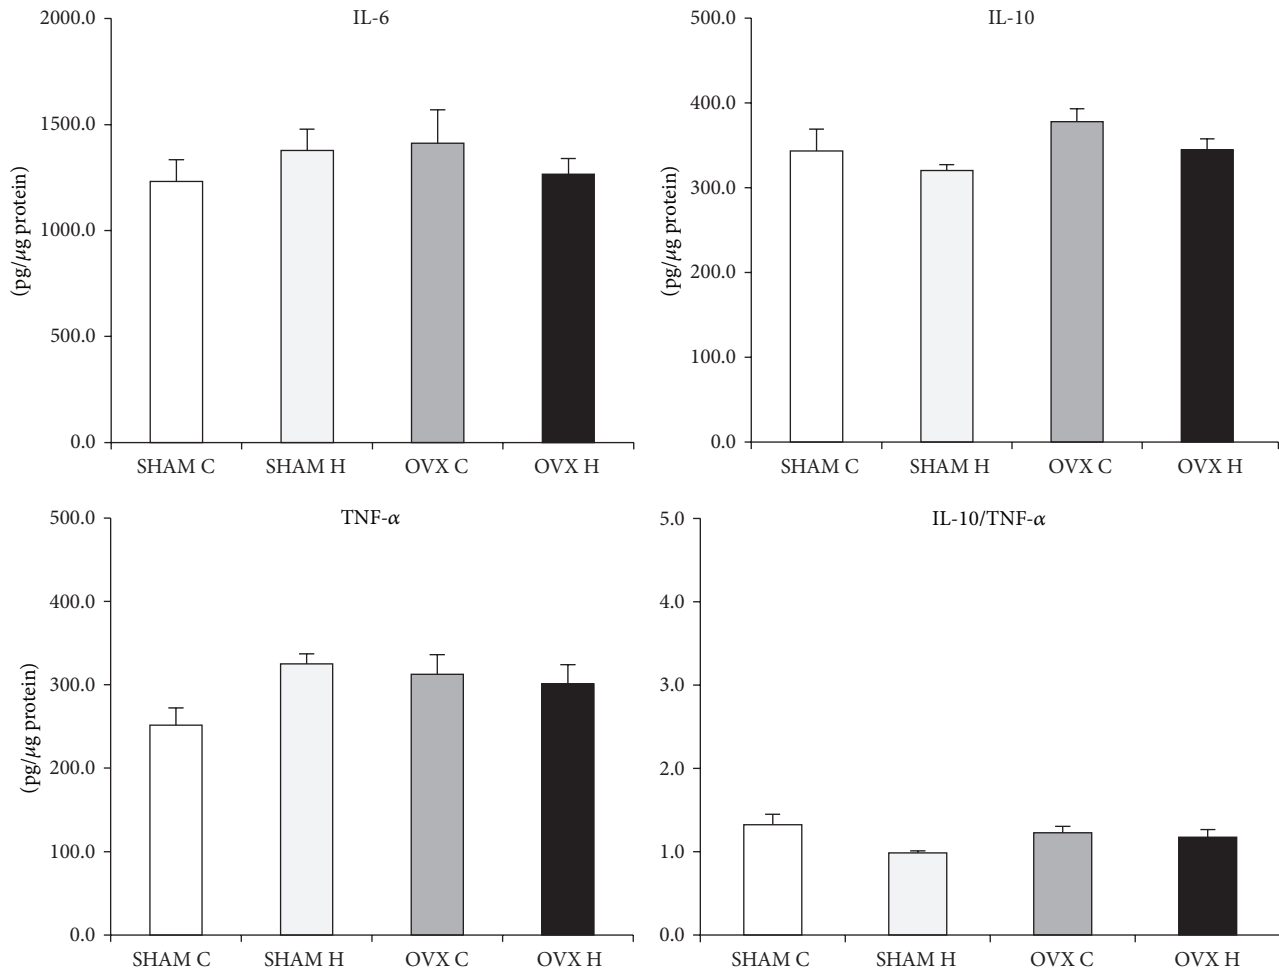 IL-6
2000.0
1500.0
1000.0
500.0
0.0
(pg/μg protein)
SHAM C SHAM H OVX C OVX H
IL-10
500.0
400.0
300.0
200.0
100.0
0.0
(pg/μg protein)
SHAM C SHAM H OVX C OVX H
TNF-α
500.0
400.0
300.0
200.0
100.0
0.0
(pg/μg protein)
SHAM C SHAM H OVX C OVX H
IL-10/TNF-α
5.0
4.0
3.0
2.0
1.0
0.0
SHAM C SHAM H OVX C OVX H